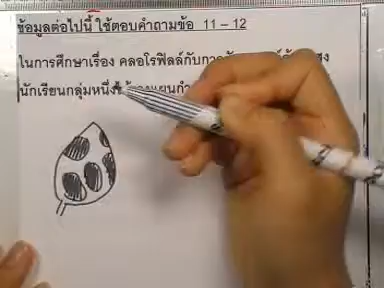 ข้อมูลต่อไปนี้ ใช้ตอบคำถามข้อ 11 – 12
ในการศึกษาเรื่อง คลอโรฟิลล์กับการ
นักเรียนกลุ่มหนึ่ง